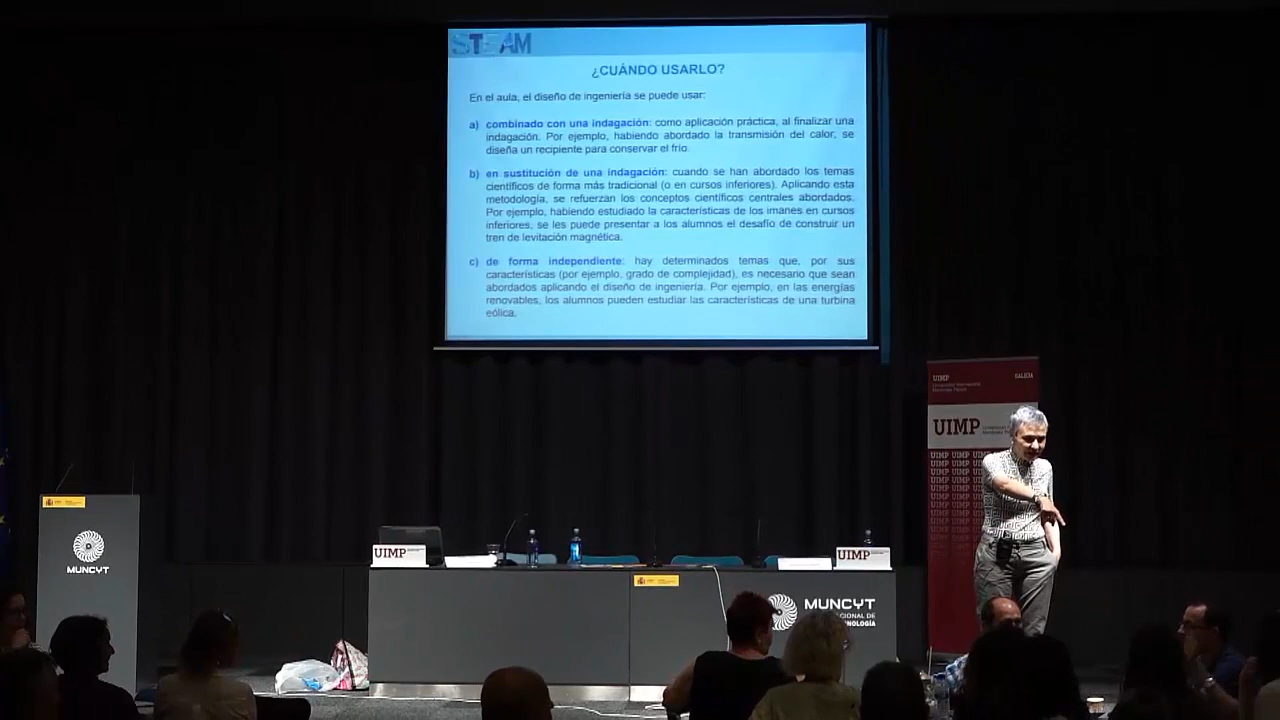 STEAM
¿CUÁNDO USARLO?
En el aula, el diseño de ingeniería se puede usar:
a) combinado con una indagación: como aplicación práctica, al finalizar una
indagación. Por ejemplo, habiendo abordado la transmisión del calor, se
diseña un recipiente para conservar el frío.
b) en sustitución de una indagación: cuando se han abordado los temas
científicos de forma más tradicional (o en cursos inferiores). Aplicando esta
metodología, se refuerzan los conceptos científicos centrales abordados.
Por ejemplo, habiendo estudiado la características de los imanes en cursos
inferiores, se les puede presentar a los alumnos el desafío de construir un
tren de levitación magnética.
c) de forma independiente: hay determinados temas que, por sus
características (por ejemplo, grado de complejidad), es necesario que sean
abordados aplicando el diseño de ingeniería. Por ejemplo, en las energías
renovables, los alumnos pueden estudiar las características de una turbina
eólica.
UIMP
GALICIA
UIMP
UIMP UIMP UIMP
MUNCYT
UIMP
UIMP
MUNCYT